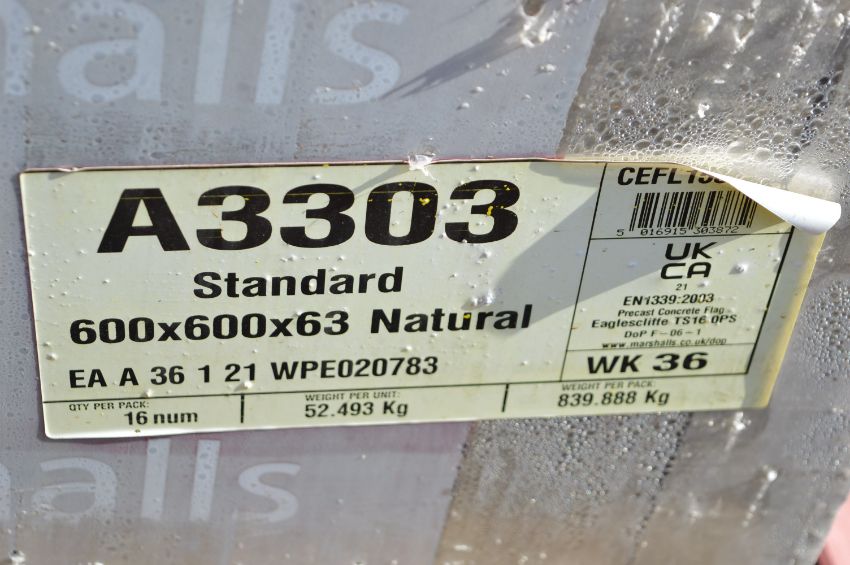 alls
A3303
Standard
600x600x63 Natural
EA A 36 1 21 WPE020783
QTY PER PACK:
16 num
WEIGHT PER UNIT:
52.493 Kg
WEIGHT PER PACK:
839.888 Kg
5 016915 303872
UK
CA
21
EN1339:2003
Precast Concrete Flag
Eaglescliffe TS16 0PS
DoP F-06-1
www.marshalls.co.uk/dop
WK 36
halls